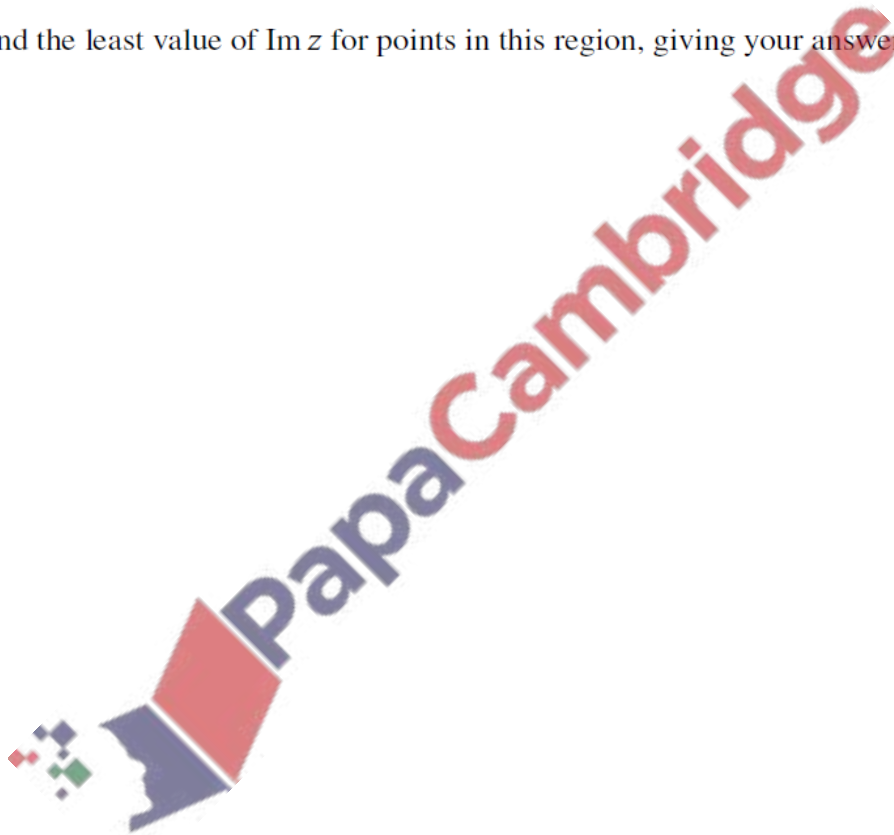 nd the least value of Im z for points in this region, giving your answe
PapaCambridge